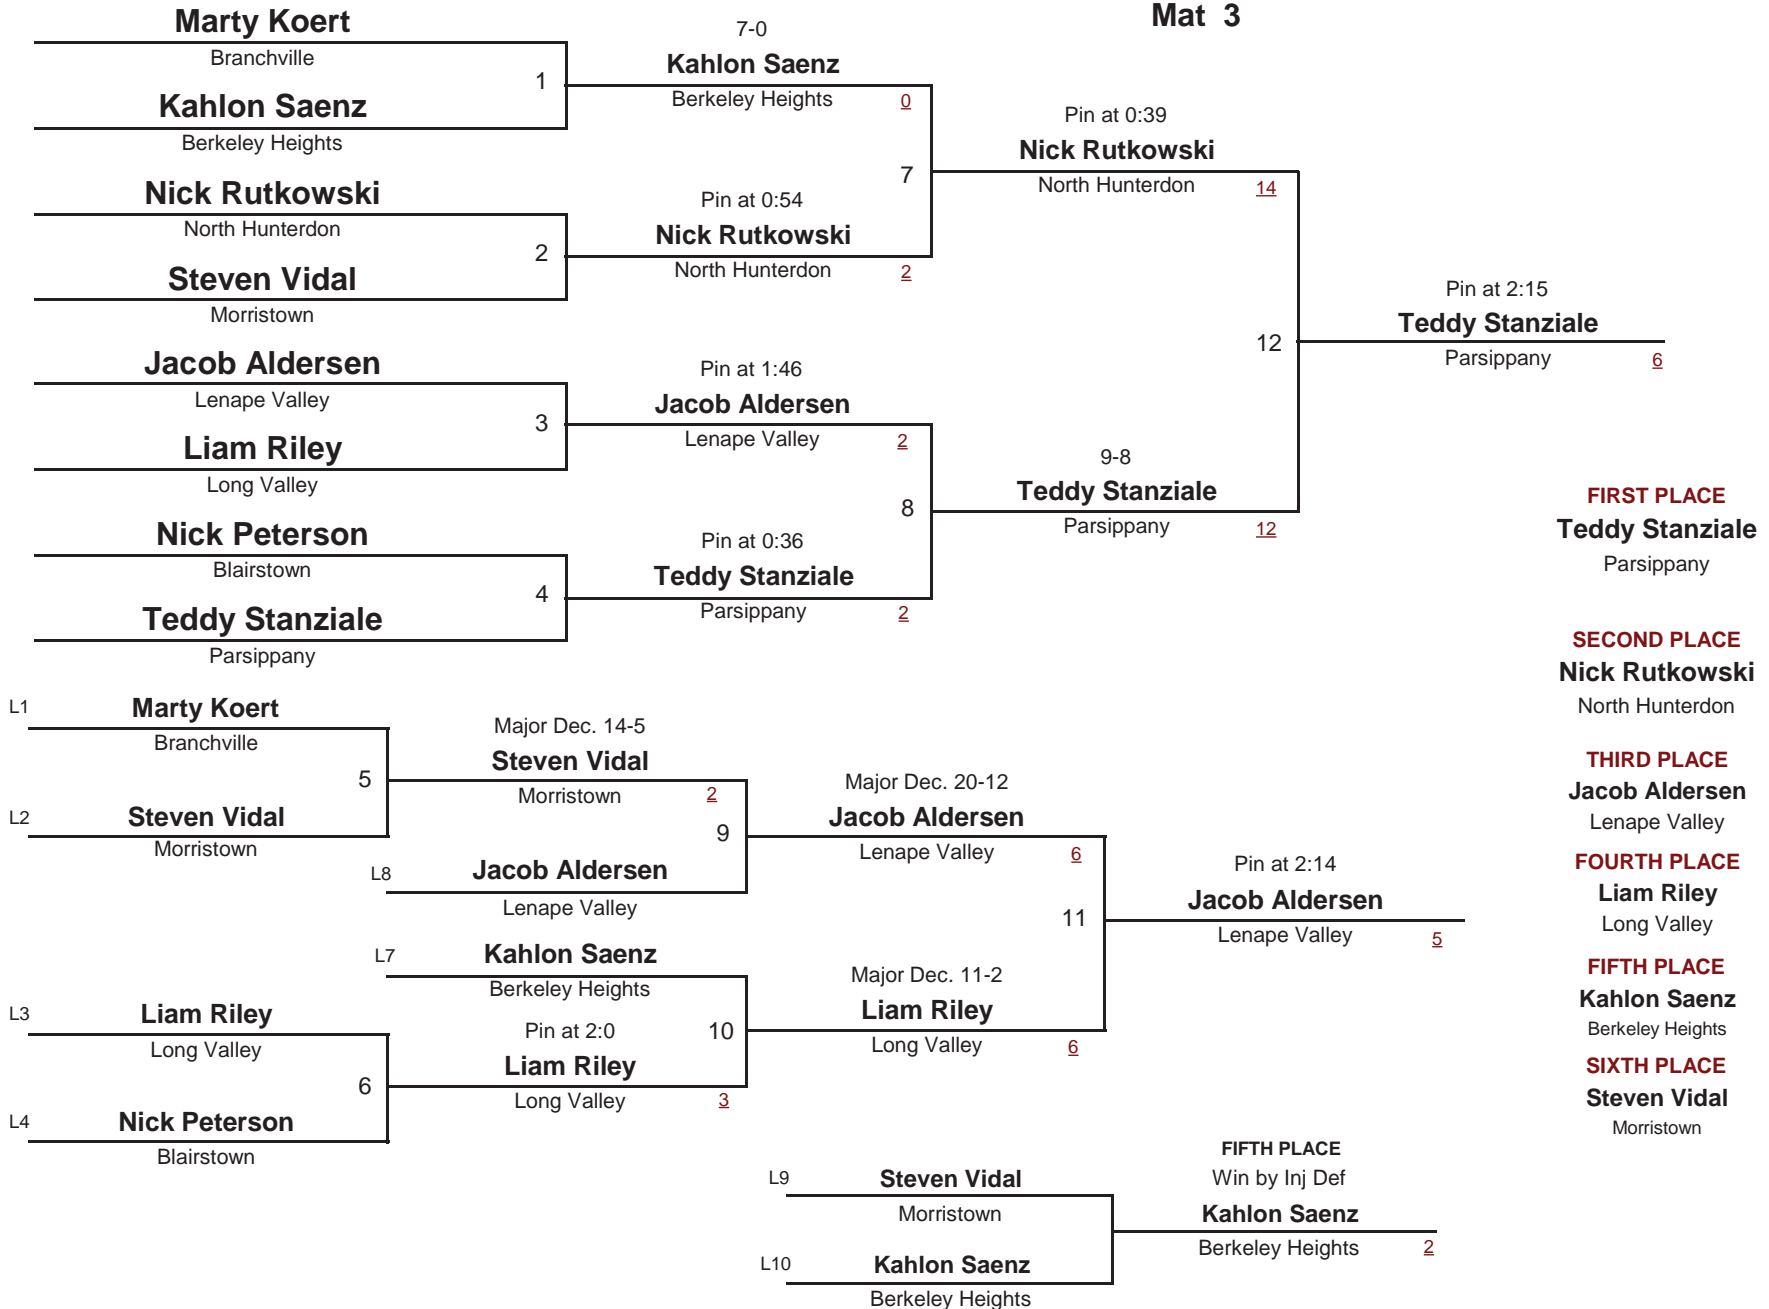 Mat 3
Marty Koert
Branchville
1
Kahlon Saenz
Berkeley Heights
7-0
Kahlon Saenz
Berkeley Heights
0
Nick Rutkowski
North Hunterdon
2
Steven Vidal
Morristown
Pin at 0:54
Nick Rutkowski
North Hunterdon
2
7
Pin at 0:39
Nick Rutkowski
North Hunterdon
14
Jacob Aldersen
Lenape Valley
3
Liam Riley
Long Valley
Pin at 1:46
Jacob Aldersen
Lenape Valley
2
Nick Peterson
Blairstown
4
Teddy Stanziale
Parsippany
Pin at 0:36
Teddy Stanziale
Parsippany
2
8
9-8
Teddy Stanziale
Parsippany
12
12
Pin at 2:15
Teddy Stanziale
Parsippany
6
FIRST PLACE
Teddy Stanziale
Parsippany
SECOND PLACE
Nick Rutkowski
North Hunterdon
THIRD PLACE
Jacob Aldersen
Lenape Valley
FOURTH PLACE
Liam Riley
Long Valley
FIFTH PLACE
Kahlon Saenz
Berkeley Heights
SIXTH PLACE
Steven Vidal
Morristown
L1
Marty Koert
Branchville
5
L2
Steven Vidal
Morristown
Major Dec. 14-5
Steven Vidal
Morristown
2
9
L8
Jacob Aldersen
Lenape Valley
Major Dec. 20-12
Jacob Aldersen
Lenape Valley
6
L7
Kahlon Saenz
Berkeley Heights
L3
Liam Riley
Long Valley
6
L4
Nick Peterson
Blairstown
Pin at 2:0
Liam Riley
Long Valley
3
10
Major Dec. 11-2
Liam Riley
Long Valley
6
11
Pin at 2:14
Jacob Aldersen
Lenape Valley
5
L9
Steven Vidal
Morristown
L10
Kahlon Saenz
Berkeley Heights
FIFTH PLACE
Win by Inj Def
Kahlon Saenz
Berkeley Heights
2